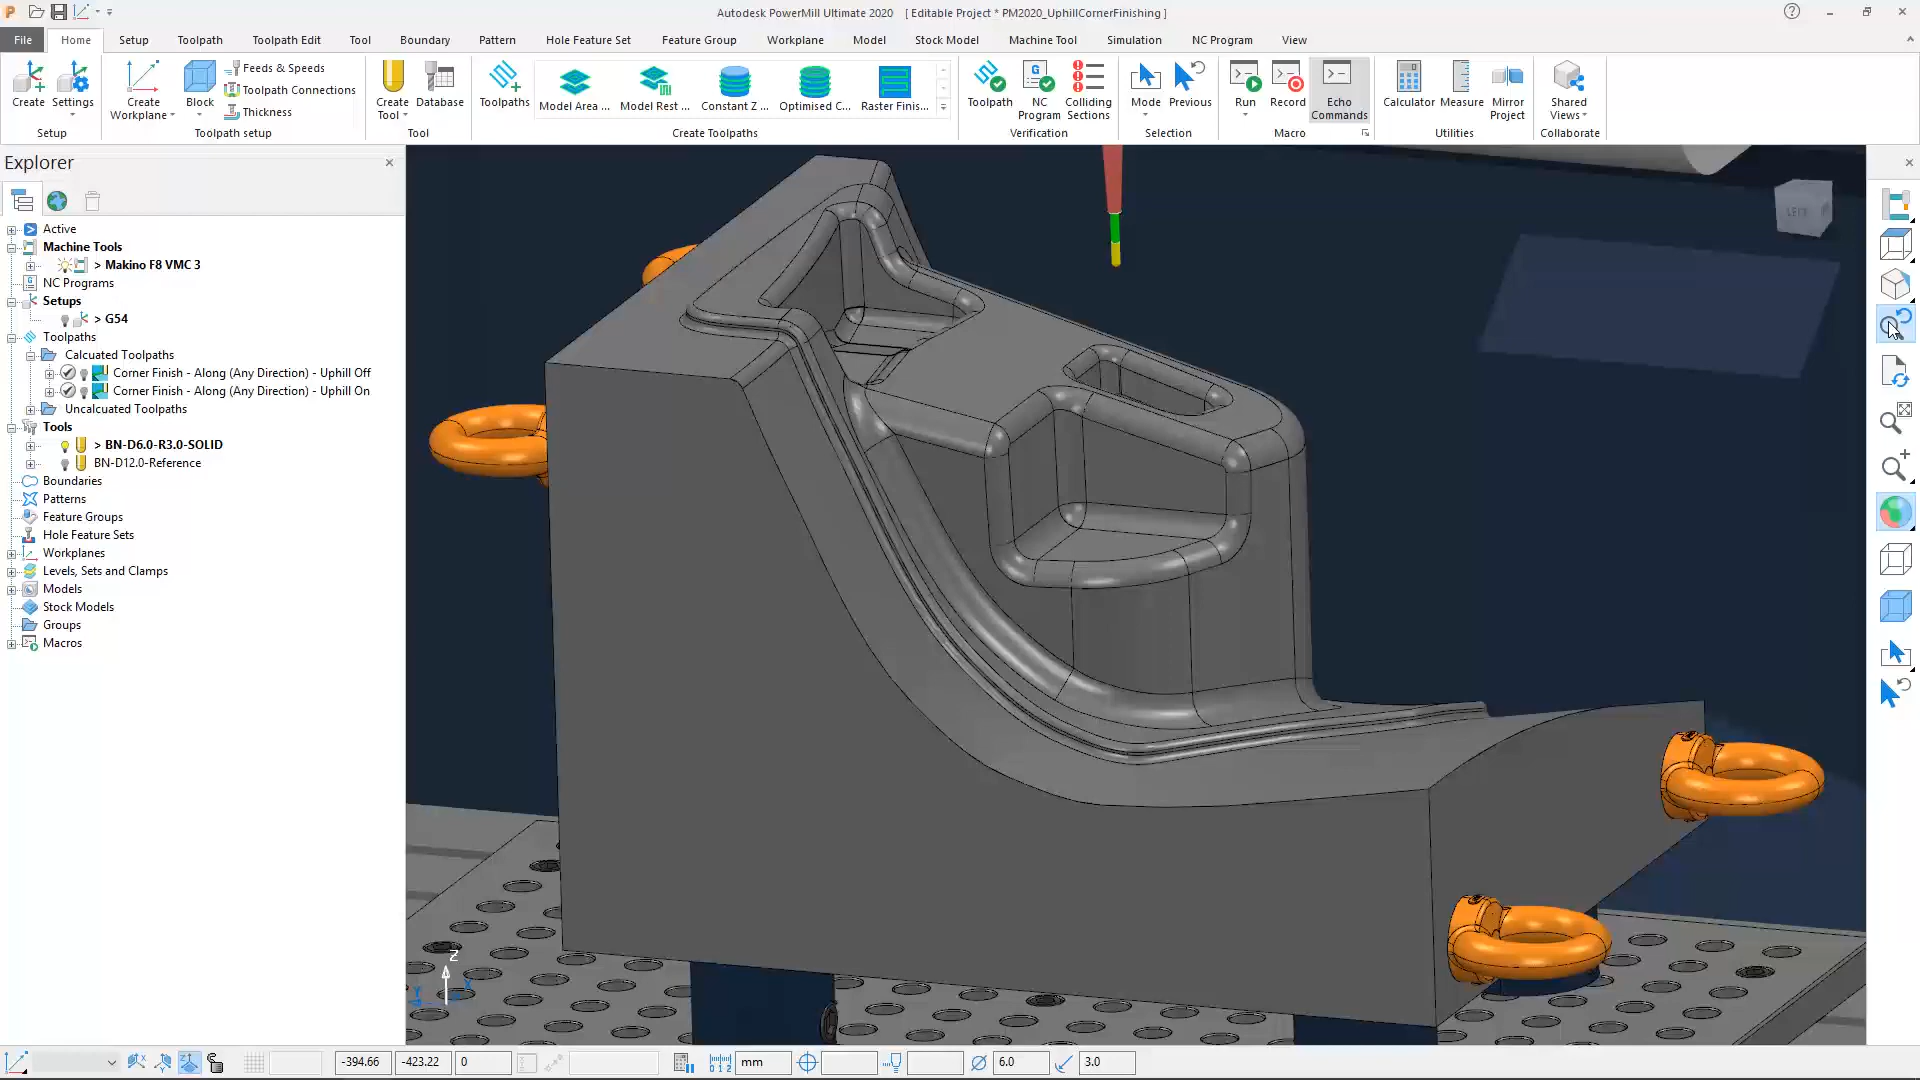 Autodesk PowerMill Ultimate 2020 [ Editable Project * PM2020_UphillCornerFinishing ]
File Home Setup Toolpath Toolpath Edit Tool Boundary Pattern Hole Feature Set Feature Group Workplane Model Stock Model Machine Tool Simulation NC Program View
Create
Settings
Setup
Create Workplane
Block
Feeds & Speeds
Toolpath Connections
Thickness
Toolpath setup
Create Tool
Database
Tool
Toolpaths
Model Area ...
Model Rest ...
Constant Z ...
Optimised C...
Raster Finis...
Create Toolpaths
Toolpath
NC Program
Colliding Sections
Verification
Mode
Previous
Selection
Run
Record
Echo Commands
Macro
Calculator
Measure
Mirror Project
Utilities
Shared Views
Collaborate
Explorer
Active
Machine Tools
> Makino F8 VMC 3
NC Programs
Setups
> G54
Toolpaths
Calcuated Toolpaths
Corner Finish - Along (Any Direction) - Uphill Off
Corner Finish - Along (Any Direction) - Uphill On
Uncalcuated Toolpaths
Tools
> BN-D6.0-R3.0-SOLID
BN-D12.0-Reference
Boundaries
Patterns
Feature Groups
Hole Feature Sets
Workplanes
Levels, Sets and Clamps
Models
Stock Models
Groups
Macros
LEFT
Z
Y
X
-394.66 -423.22 0 mm 6.0 3.0